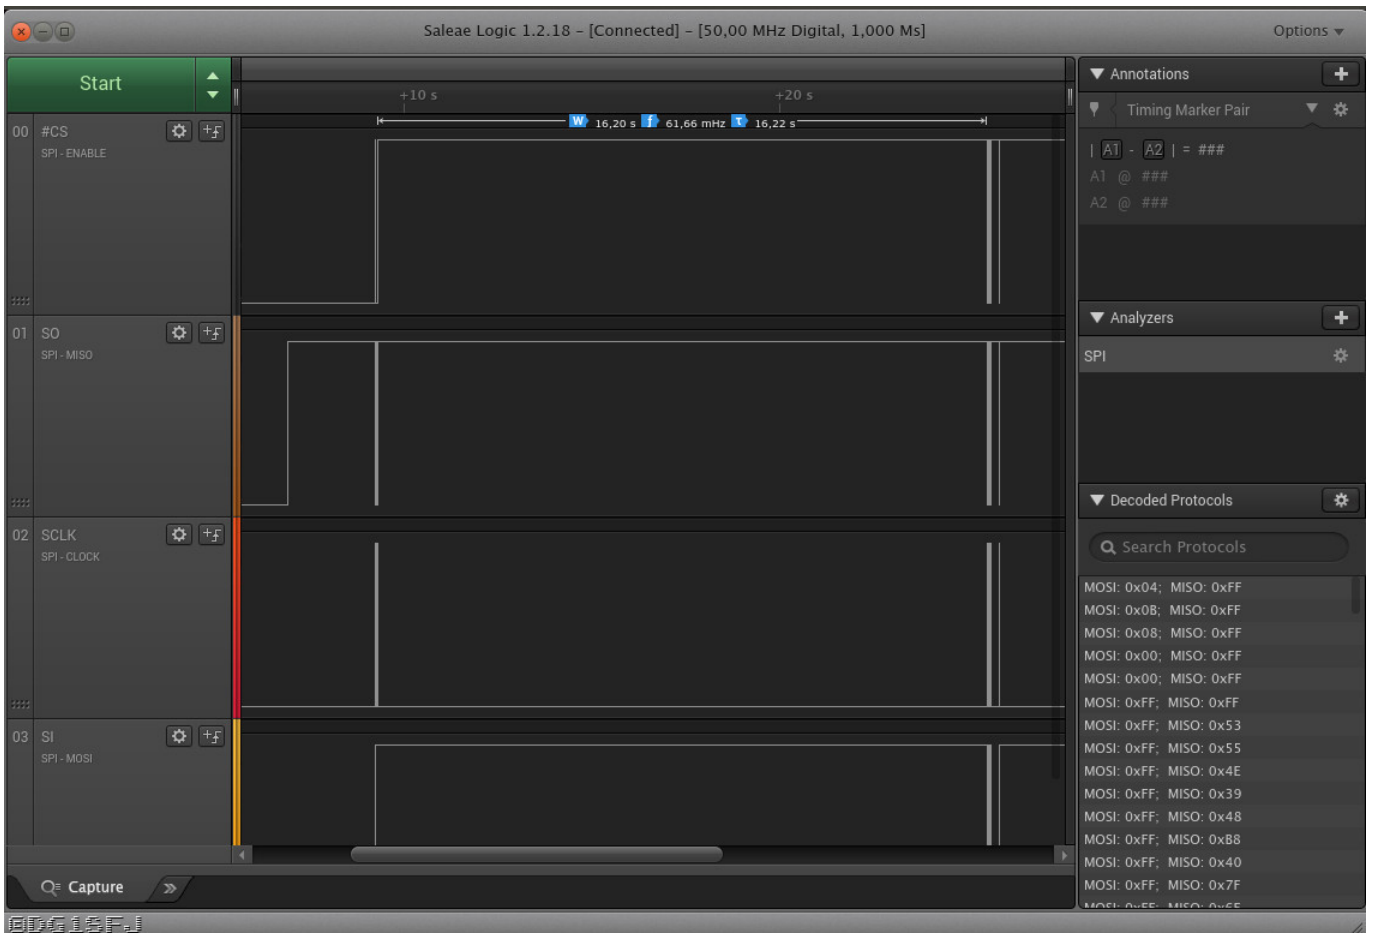 Saleae Logic 1.2.18 – [Connected] – [50,00 MHz Digital, 1,000 Ms]
Options
Start
+10 s
+20 s
W 16,20 s f 61,66 mHz T 16,22 s
00 #CS
SPI - ENABLE
01 SO
SPI - MISO
02 SCLK
SPI - CLOCK
03 SI
SPI - MOSI
Capture
Annotations
Timing Marker Pair
| A1 - A2 | = ###
A1 @ ###
A2 @ ###
Analyzers
SPI
Decoded Protocols
Search Protocols
MOSI: 0x04; MISO: 0xFF
MOSI: 0x0B; MISO: 0xFF
MOSI: 0x08; MISO: 0xFF
MOSI: 0x00; MISO: 0xFF
MOSI: 0x00; MISO: 0xFF
MOSI: 0xFF; MISO: 0xFF
MOSI: 0xFF; MISO: 0x53
MOSI: 0xFF; MISO: 0x55
MOSI: 0xFF; MISO: 0x4E
MOSI: 0xFF; MISO: 0x39
MOSI: 0xFF; MISO: 0x48
MOSI: 0xFF; MISO: 0xB8
MOSI: 0xFF; MISO: 0x40
MOSI: 0xFF; MISO: 0x7F
MOSI: 0xFF; MISO: 0x6F
@DG1SFJ